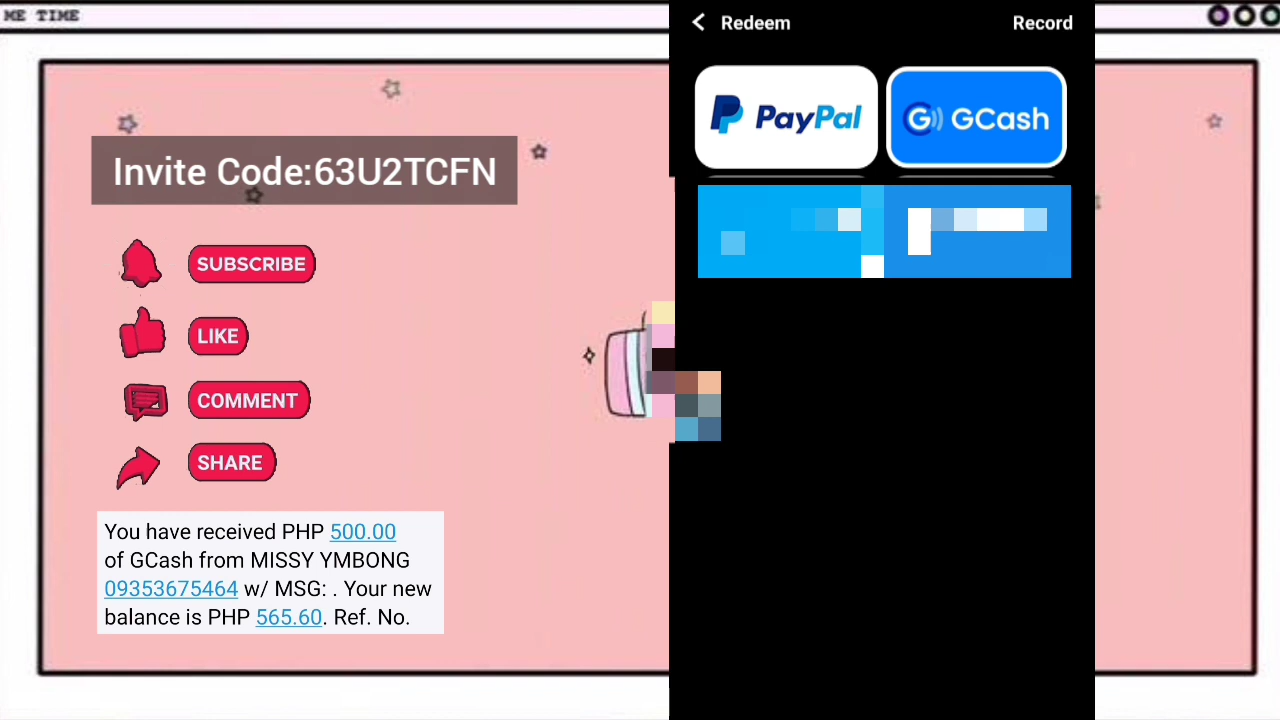 ME TIME
Invite Code:63U2TCFN
SUBSCRIBE
LIKE
COMMENT
SHARE
You have received PHP 500.00
of GCash from MISSY YMBONG
09353675464 w/ MSG: . Your new
balance is PHP 565.60. Ref. No.
Redeem
Record
PayPal
GCash